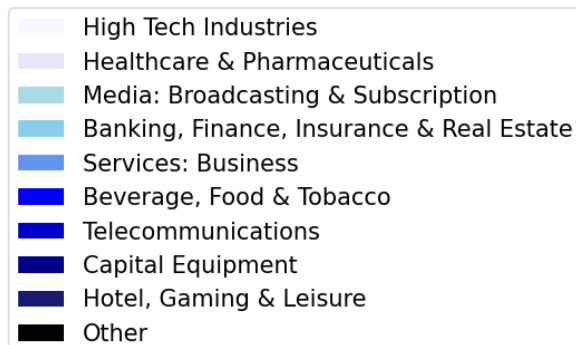 High Tech Industries
Healthcare & Pharmaceuticals
Media: Broadcasting & Subscription
Banking, Finance, Insurance & Real Estate
Services: Business
Beverage, Food & Tobacco
Telecommunications
Capital Equipment
Hotel, Gaming & Leisure
Other